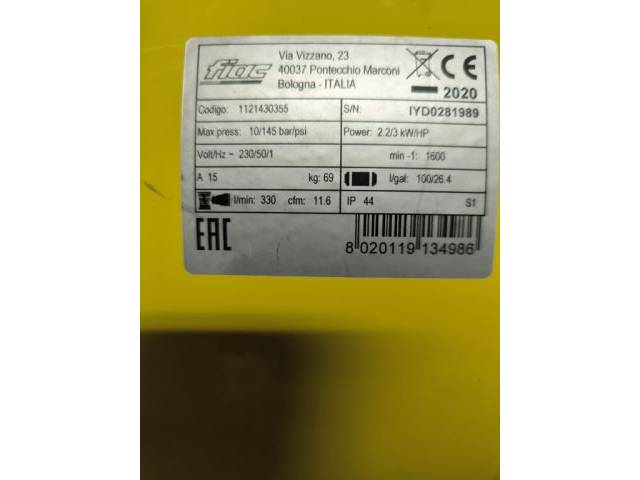 fiac
Via Vizzano, 23
40037 Pontecchio Marconi
Bologna - ITALIA
CE
2020
Codigo: 1121430355
S/N: IYD0281989
Max press: 10/145 bar/psi
Power: 2.2/3 kW/HP
Volt/Hz ~ 230/50/1
min -1: 1600
A 15 kg: 69
l/gal: 100/26.4
l/min: 330 cfm: 11.6
IP 44 S1
EAC
8 020119 134986